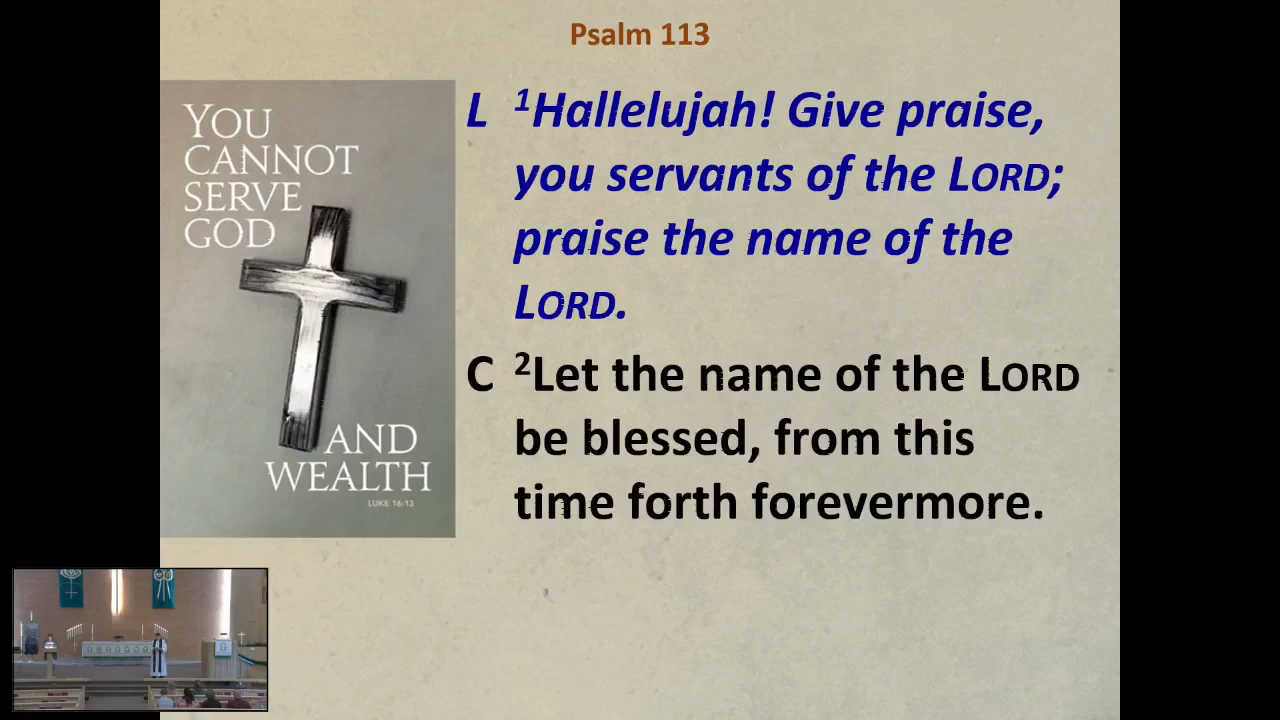 Psalm 113
YOU
CANNOT
SERVE
GOD
AND
WEALTH
LUKE 16:13
L ¹Hallelujah! Give praise,
you servants of the LORD;
praise the name of the
LORD.
C ²Let the name of the LORD
be blessed, from this
time forth forevermore.